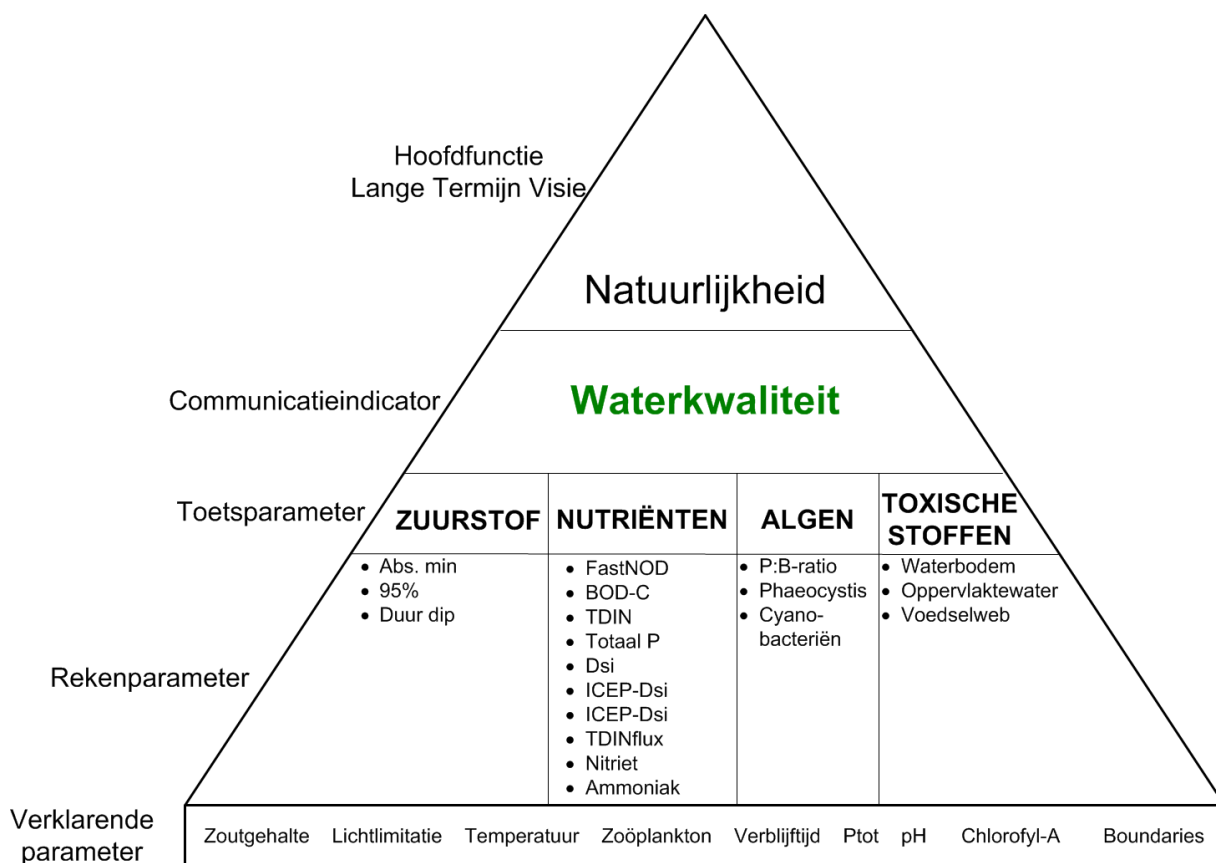 Hoofdfunctie
Lange Termijn Visie
Natuurlijkheid
Communicatieindicator
Waterkwaliteit
Toetsparameter
ZUURSTOF
NUTRIËNTEN
ALGEN
TOXISCHE
STOFFEN
Rekenparameter
• Abs. min
• 95%
• Duur dip
• FastNOD
• BOD-C
• TDIN
• Totaal P
• Dsi
• ICEP-Dsi
• ICEP-Dsi
• TDINflux
• Nitriet
• Ammoniak
• P:B-ratio
• Phaeocystis
• Cyano-
bacteriën
• Waterbodem
• Oppervlaktewater
• Voedselweb
Verklarende
parameter
Zoutgehalte Lichtlimitatie Temperatuur Zoöplankton Verblijftijd Ptot pH Chlorofyl-A Boundaries